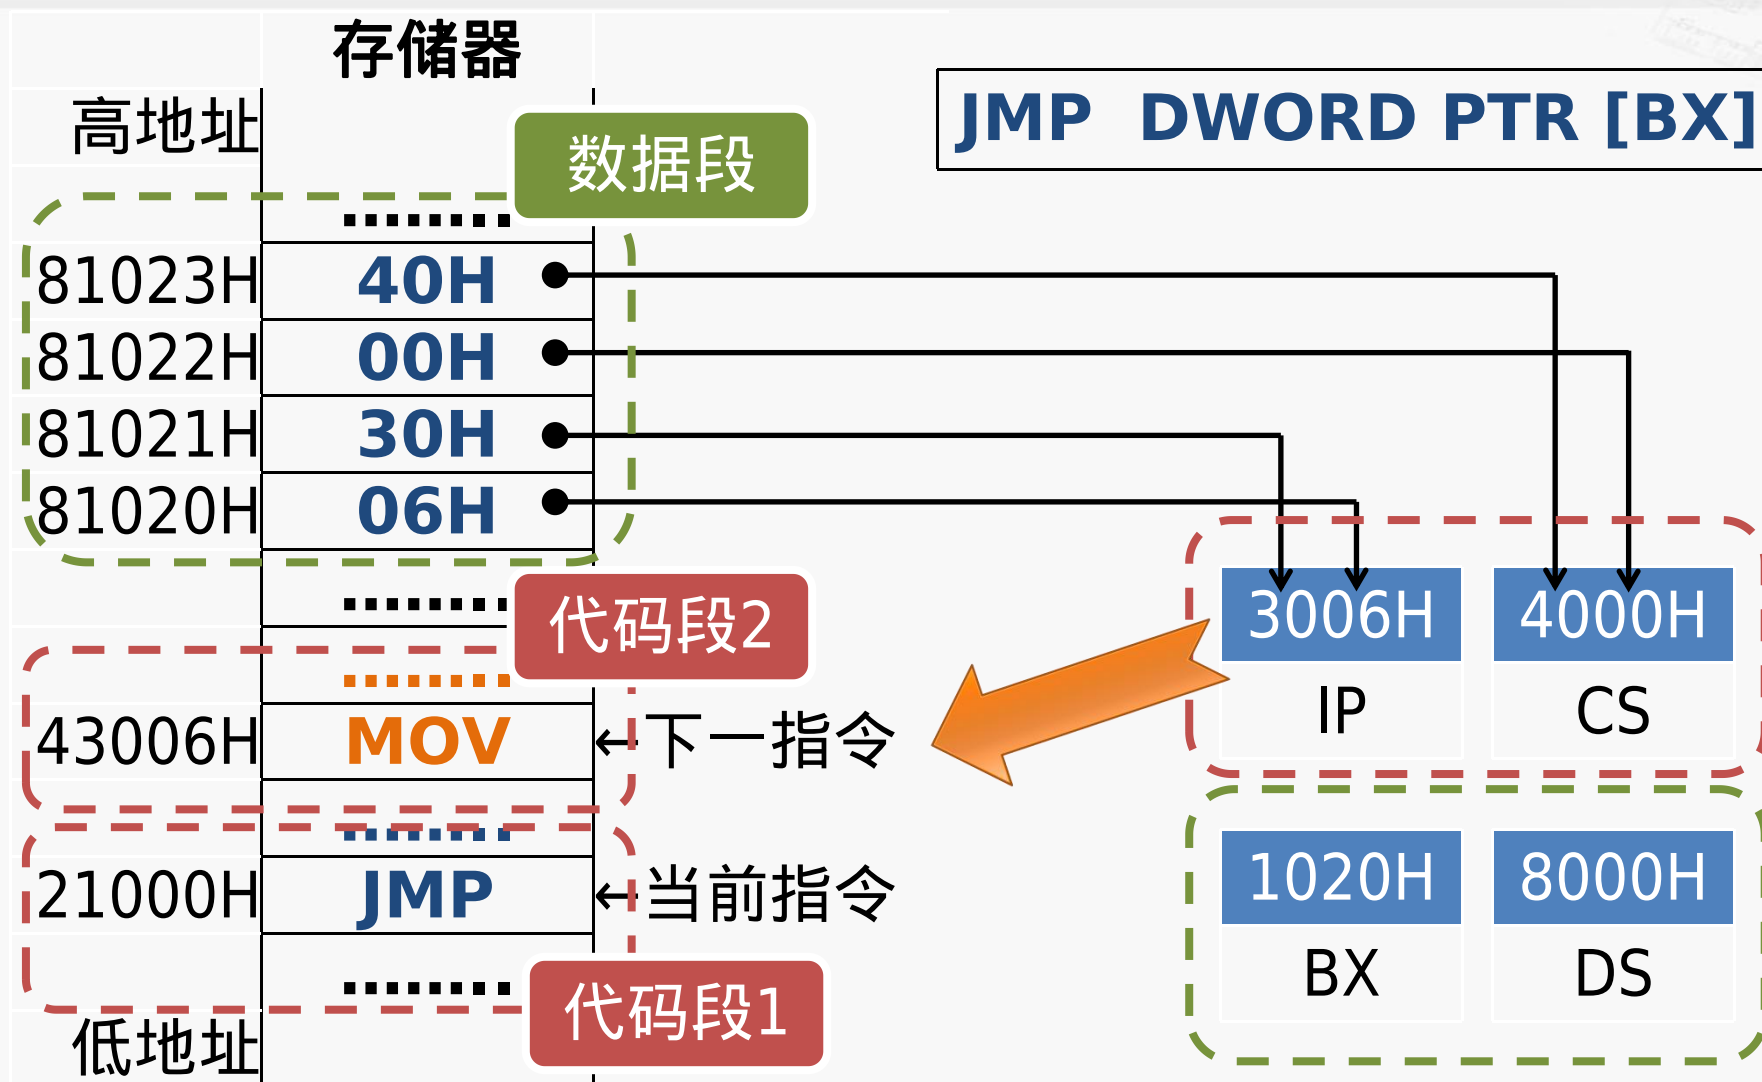 存储器
JMP DWORD PTR [BX]
高地址
数据段
........
81023H 40H
81022H 00H
81021H 30H
81020H 06H
........
代码段2
3006H 4000H
IP CS
........
43006H MOV ←下一指令
........
21000H JMP ←当前指令
1020H 8000H
BX DS
........
代码段1
低地址